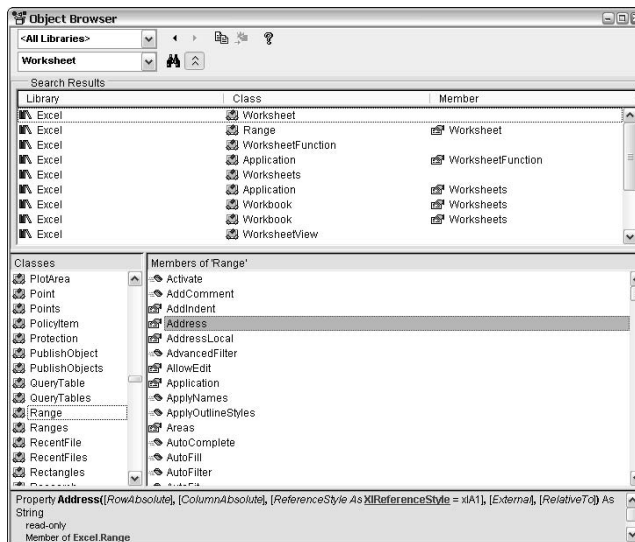 Object Browser
<All Libraries>
Worksheet
Search Results
Library Class Member
Excel Worksheet
Excel Range Worksheet
Excel WorksheetFunction
Excel Application WorksheetFunction
Excel Worksheets
Excel Application Worksheets
Excel Workbook Worksheets
Excel Workbook Worksheets
Excel WorksheetView
Classes Members of 'Range'
PlotArea Activate
Point AddComment
Points AddIndent
PolicyItem Address
Protection AddressLocal
PublishObject AdvancedFilter
PublishObjects AllowEdit
QueryTable Application
QueryTables ApplyNames
Range ApplyOutlineStyles
Ranges Areas
RecentFile AutoComplete
RecentFiles AutoFill
Rectangles AutoFilter
Research AutoFit
Property Address([RowAbsolute], [ColumnAbsolute], [ReferenceStyle As XlReferenceStyle = xlA1], [External], [RelativeTo]) As
String
read-only
Member of Excel.Range